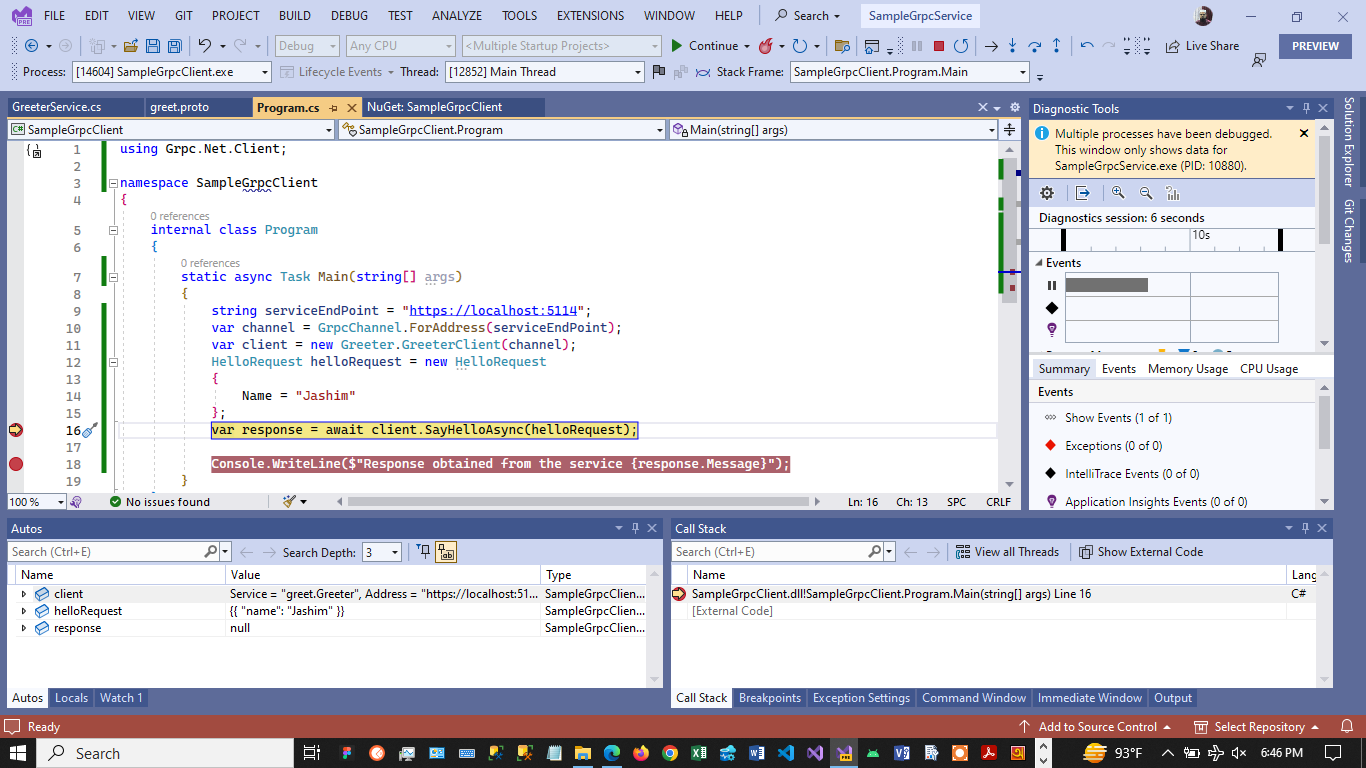 FILE EDIT VIEW GIT PROJECT BUILD DEBUG TEST ANALYZE TOOLS EXTENSIONS WINDOW HELP Search SampleGrpcService
Debug Any CPU <Multiple Startup Projects> Continue Live Share PREVIEW
Process: [14604] SampleGrpcClient.exe Lifecycle Events Thread: [12852] Main Thread Stack Frame: SampleGrpcClient.Program.Main
GreeterService.cs greet.proto Program.cs NuGet: SampleGrpcClient
C# SampleGrpcClient SampleGrpcClient.Program Main(string[] args)
1 using Grpc.Net.Client;
2
3 namespace SampleGrpcClient
4 {
0 references
5 internal class Program
6 {
0 references
7 static async Task Main(string[] args)
8 {
9 string serviceEndPoint = "https://localhost:5114";
10 var channel = GrpcChannel.ForAddress(serviceEndPoint);
11 var client = new Greeter.GreeterClient(channel);
12 HelloRequest helloRequest = new HelloRequest
13 {
14 Name = "Jashim"
15 };
16 var response = await client.SayHelloAsync(helloRequest);
17
18 Console.WriteLine($"Response obtained from the service {response.Message}");
19 }
100 % No issues found Ln: 16 Ch: 13 SPC CRLF
Diagnostic Tools
Multiple processes have been debugged.
This window only shows data for
SampleGrpcService.exe (PID: 10880).
Diagnostics session: 6 seconds
10s
Events
Summary Events Memory Usage CPU Usage
Events
Show Events (1 of 1)
Exceptions (0 of 0)
IntelliTrace Events (0 of 0)
Application Insights Events (0 of 0)
Solution Explorer
Git Changes
Autos
Search (Ctrl+E) Search Depth: 3
Name Value Type
client Service = "greet.Greeter", Address = "https://localhost:51... SampleGrpcClien...
helloRequest {{ "name": "Jashim" }} SampleGrpcClien...
response null SampleGrpcClien...
Autos Locals Watch 1
Call Stack
Search (Ctrl+E) View all Threads Show External Code
Name Lang
SampleGrpcClient.dll!SampleGrpcClient.Program.Main(string[] args) Line 16 C#
[External Code]
Call Stack Breakpoints Exception Settings Command Window Immediate Window Output
Ready Add to Source Control Select Repository
Search 93°F 6:46 PM